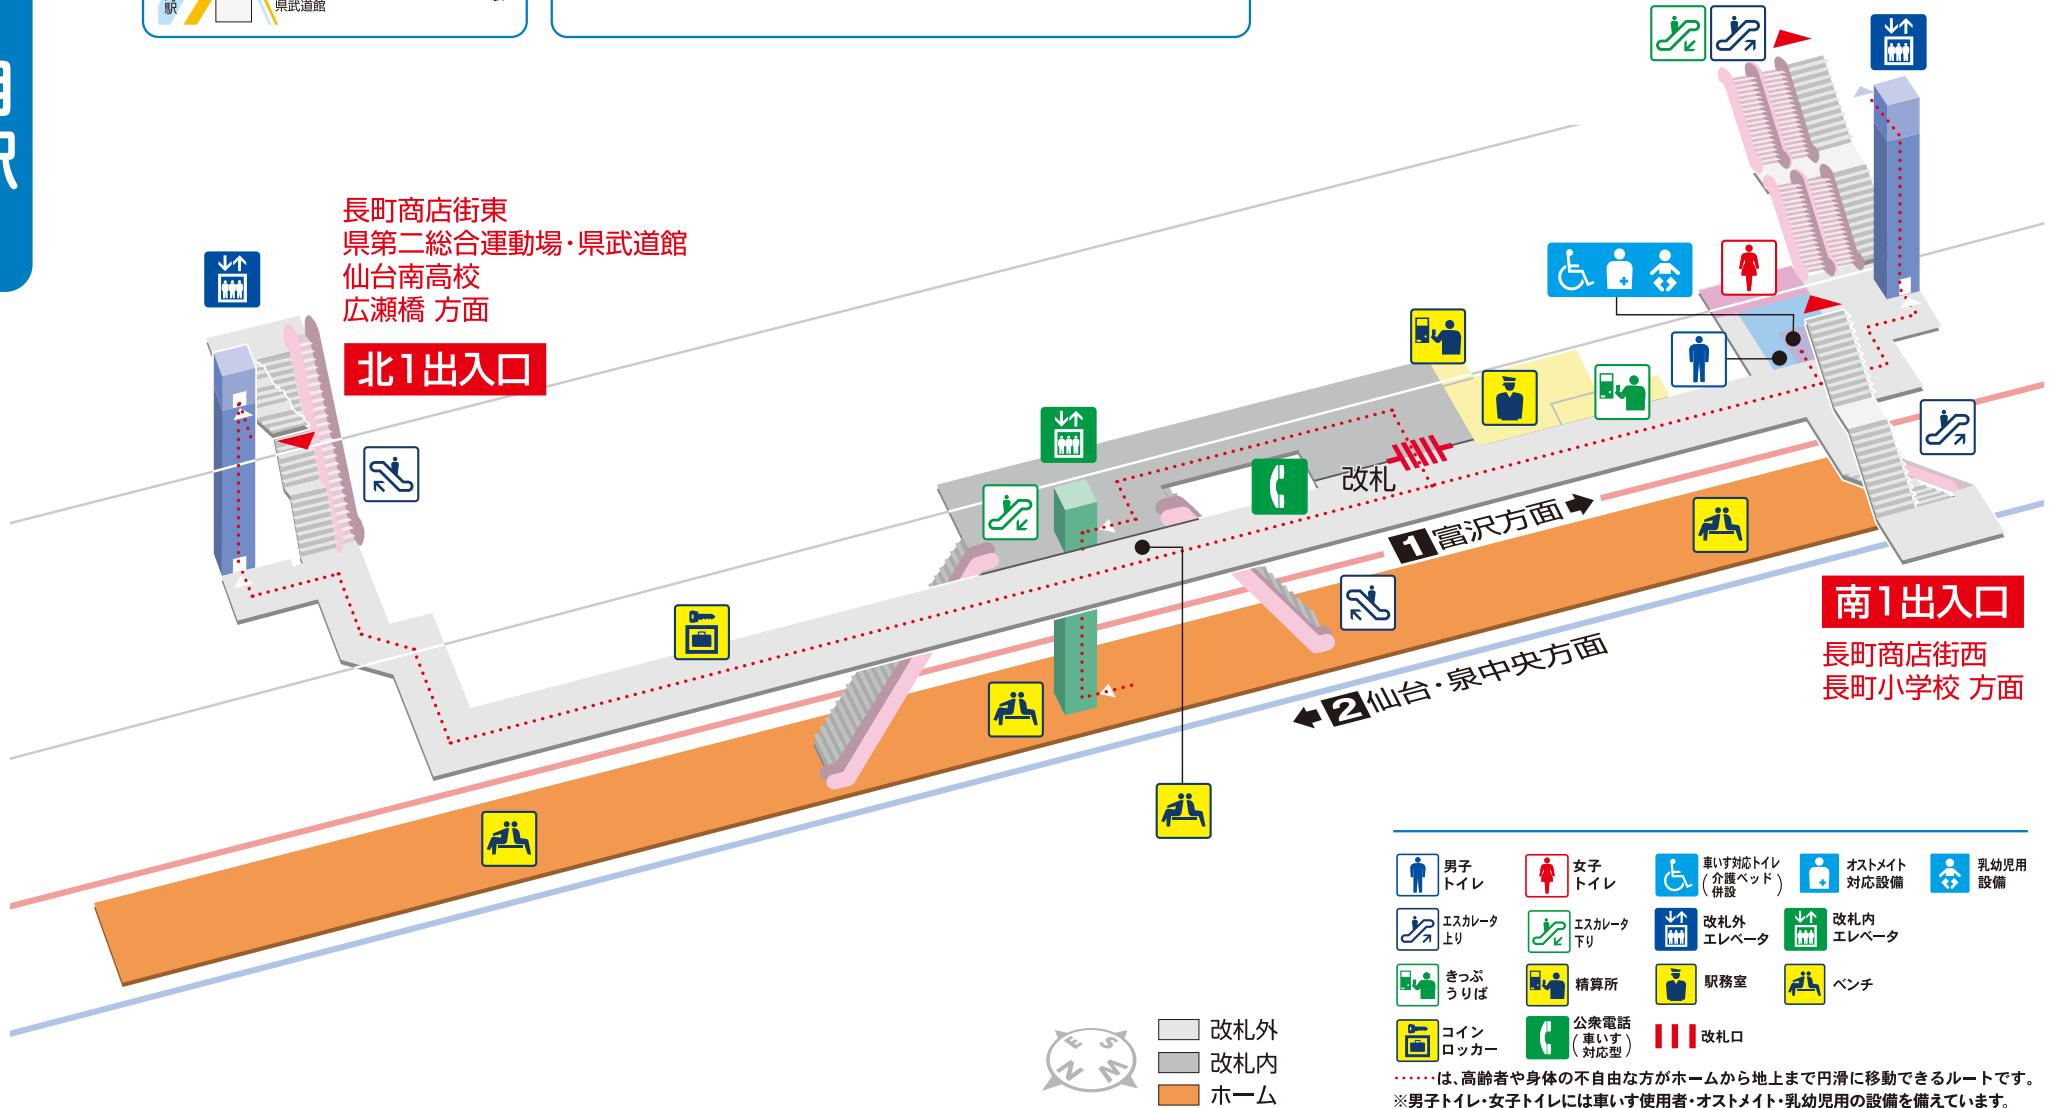 駅
県武道館
長町商店街東
県第二総合運動場・県武道館
仙台南高校
広瀬橋 方面
北1出入口
改札
1富沢方面
2仙台・泉中央方面
南1出入口
長町商店街西
長町小学校 方面
男子
トイレ
女子
トイレ
車いす対応トイレ
(介護ベッド併設)
オストメイト
対応設備
乳幼児用
設備
エスカレータ
上り
エスカレータ
下り
改札外
エレベータ
改札内
エレベータ
きっぷ
うりば
精算所
駅務室
ベンチ
コイン
ロッカー
公衆電話
(車いす対応型)
改札口
E
S
N
W
改札外
改札内
ホーム
······は、高齢者や身体の不自由な方がホームから地上まで円滑に移動できるルートです。
※男子トイレ・女子トイレには車いす使用者・オストメイト・乳幼児用の設備を備えています。